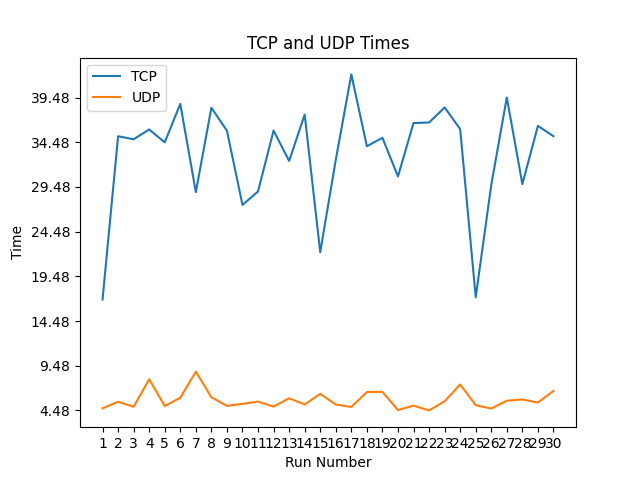 TCP and UDP Times
TCP
UDP
39.48
34.48
29.48
24.48
19.48
14.48
9.48
4.48
Time
1 2 3 4 5 6 7 8 9 10 11 12 13 14 15 16 17 18 19 20 21 22 23 24 25 26 27 28 29 30
Run Number